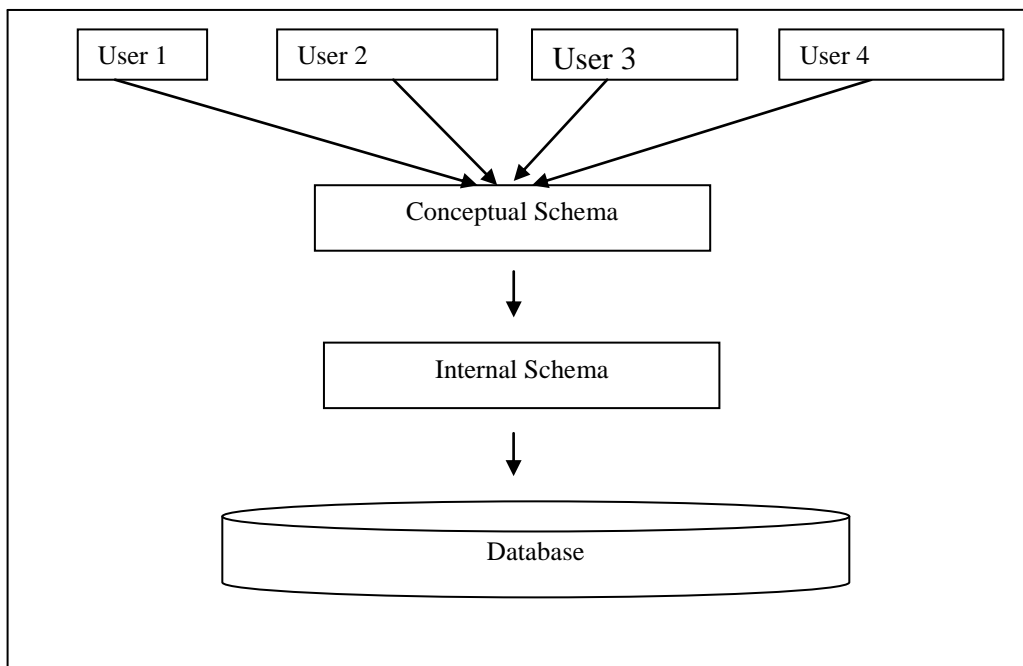 User 1
User 2
User 3
User 4
Conceptual Schema
Internal Schema
Database